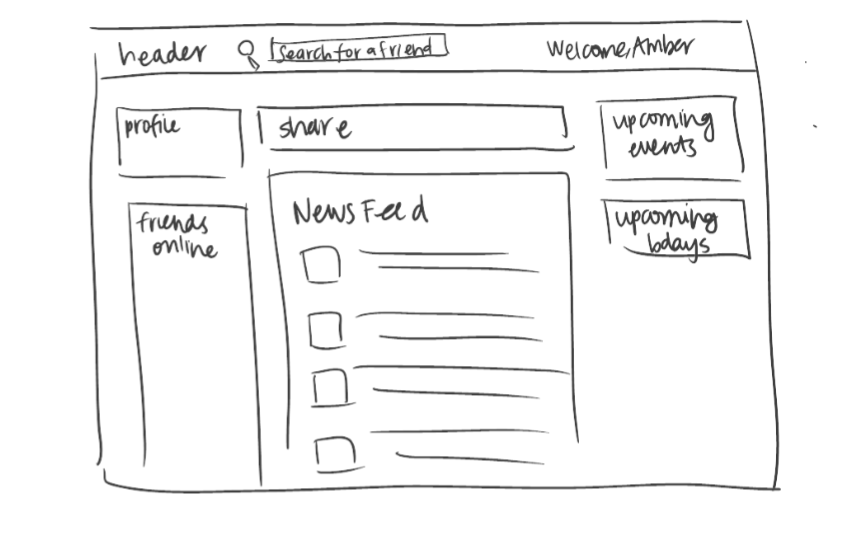 header
Search for a friend
Welcome, Amber
profile
share
upcoming
events
friends
online
News Feed
upcoming
bdays